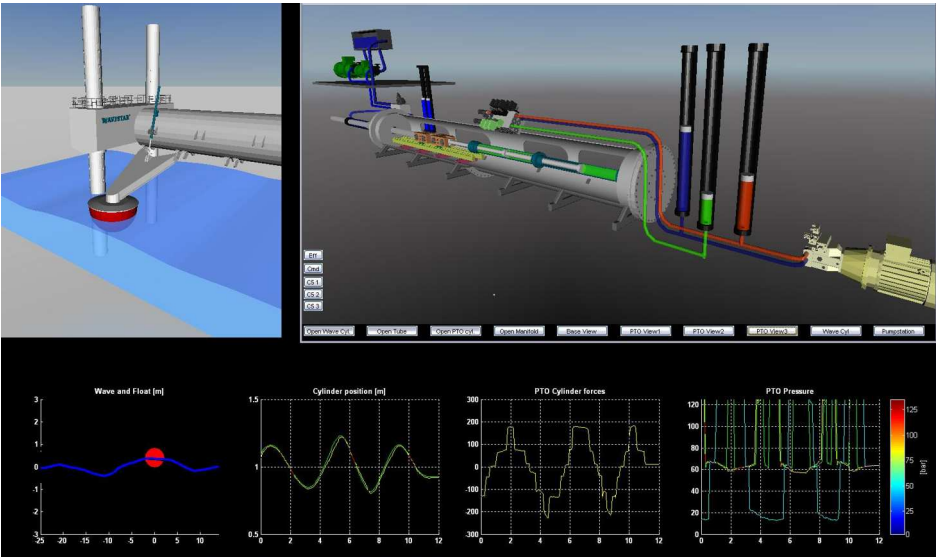 WAVESTAR
Eff
Cmd
CS 1
CS 2
CS 3
Open Wave Cyl
Open Tube
Open PTO cyl
Open Manifold
Base View
PTO View1
PTO View2
PTO View3
Wave Cyl
Pumpstation
Wave and Float [m]
3
2
1
0
-1
-2
-3
-25 -20 -15 -10 -5 0 5 10
Cylinder position [m]
1.5
1
0.5
0 2 4 6 8 10 12
PTO Cylinder forces
300
200
100
0
-100
200
300
0 2 4 6 8 10 12
PTO Pressure
120
100
80
60
40
20
0
0 2 4 6 8 10 12
125
100
75
50
25
0
[bar]